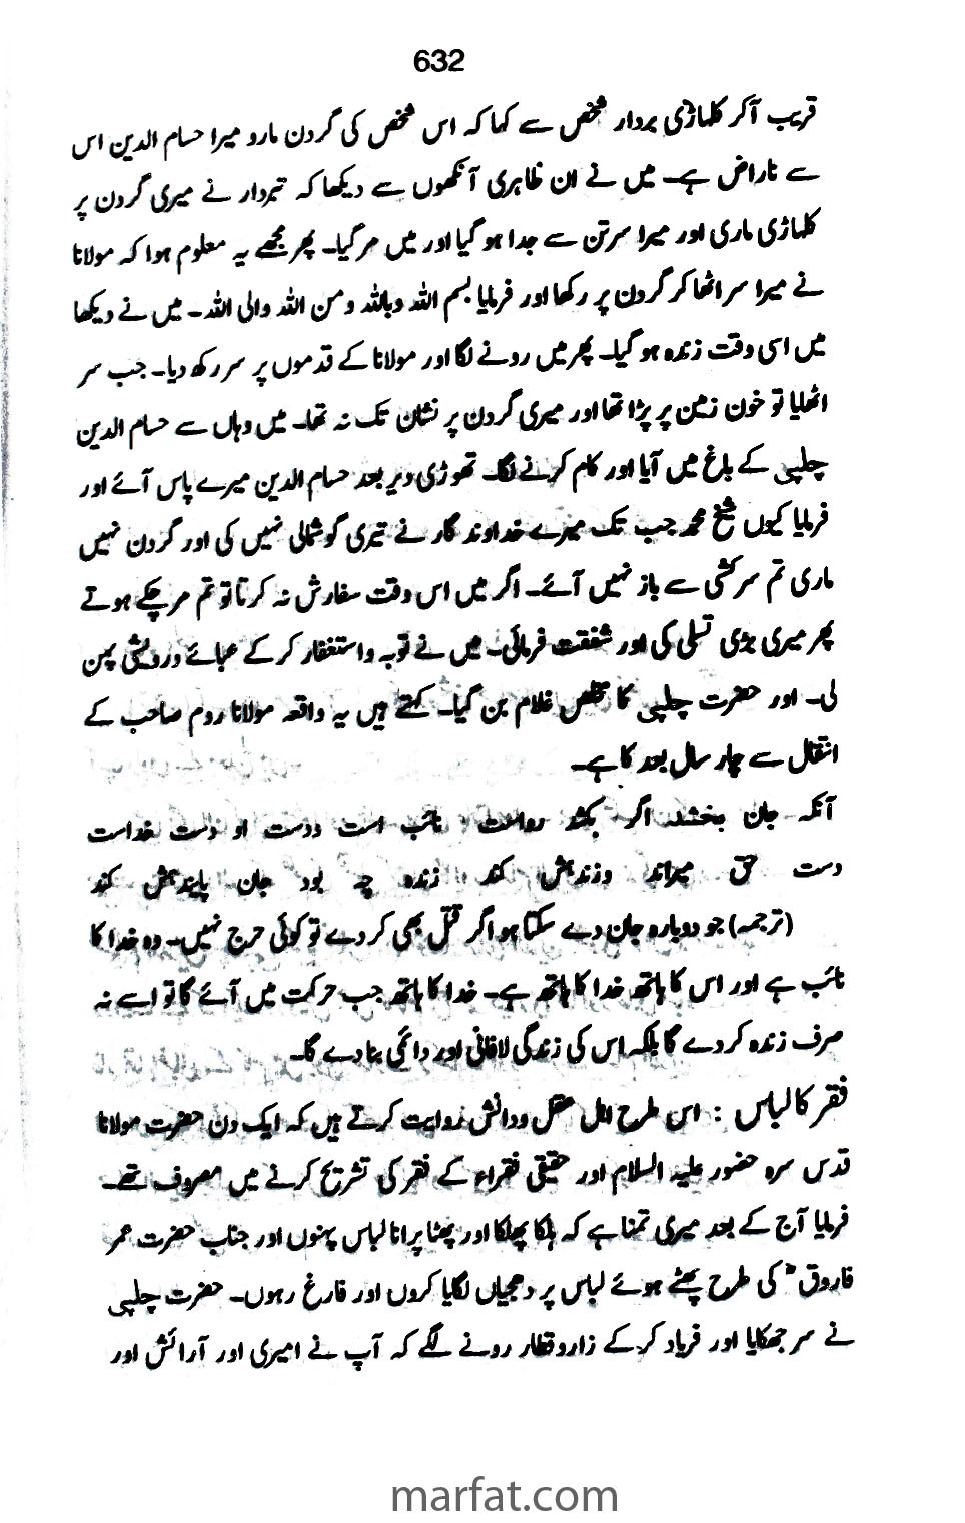 632
قریب آکر کلہاڑی بردار شخص سے کہا کہ اس شخص کی گردن مارو میرا حسام الدین اس
سے ناراض ہے۔ میں نے ان ظاہری آنکھوں سے دیکھا کہ تبردار نے میری گردن پر
کلہاڑی ماری اور میرا سر تن سے جدا ہو گیا اور میں مر گیا۔ پھر مجھے یہ معلوم ہوا کہ مولانا
نے میرا سر اٹھا کر گردن پر رکھا اور فرمایا بسم اللہ وباللہ ومن اللہ والی اللہ۔ میں نے دیکھا
میں اسی وقت زندہ ہو گیا۔ پھر میں رونے لگا اور مولانا کے قدموں پر سر رکھ دیا۔ جب سر
اٹھایا تو خون زمین پر پڑا تھا اور میری گردن پر نشان تک نہ تھا۔ میں وہاں سے حسام الدین
چلپی کے باغ میں آیا اور کام کرنے لگا۔ تھوڑی دیر بعد حسام الدین میرے پاس آئے اور
فرمایا کیوں شیخ محمد جب تک میرے خداوند گار نے تیری گوشمالی نہیں کی اور گردن نہیں
ماری تم سرکشی سے باز نہیں آئے۔ اگر میں اس وقت سفارش نہ کرتا تو تم مر چکے ہوتے
پھر میری بڑی تسلی کی اور شفقت فرمائی۔ میں نے توبہ واستغفار کر کے عبائے درویشی پہن
لی۔ اور حضرت چلپی کا مخلص غلام بن گیا۔ کہتے ہیں یہ واقعہ مولانا روم صاحب کے
انتقال سے چار سال بعد کا ہے۔
آنکہ جان بخشد اگر بکشد رواست نائب است ودست او دست خداست
دست حق میراند وزندہش کند زندہ چہ بود جان پایندہش کند
(ترجمہ) جو دوبارہ جان دے سکتا ہو اگر قتل بھی کر دے تو کوئی حرج نہیں۔ وہ خدا کا
نائب ہے اور اس کا ہاتھ خدا کا ہاتھ ہے۔ خدا کا ہاتھ جب حرکت میں آئے گا تو اسے نہ
صرف زندہ کر دے گا بلکہ اس کی زندگی لافانی اور دائمی بنا دے گا۔
فقر کا لباس : اس طرح اہل عقل ودانش روایت کرتے ہیں کہ ایک دن حضرت مولانا
قدس سرہ حضور علیہ السلام اور حقیقی فقراء کے فقر کی تشریح کرنے میں مصروف تھے۔
فرمایا آج کے بعد میری تمنا ہے کہ ہلکا پھلکا اور پھٹا پرانا لباس پہنوں اور جناب حضرت عمر
فاروقؓ کی طرح پھٹے ہوئے لباس پر دھجیاں لگایا کروں اور فارغ رہوں۔ حضرت چلپی
نے سر جھکایا اور فریاد کر کے زاروقطار رونے لگے کہ آپ نے امیری اور آرائش اور
marfat.com